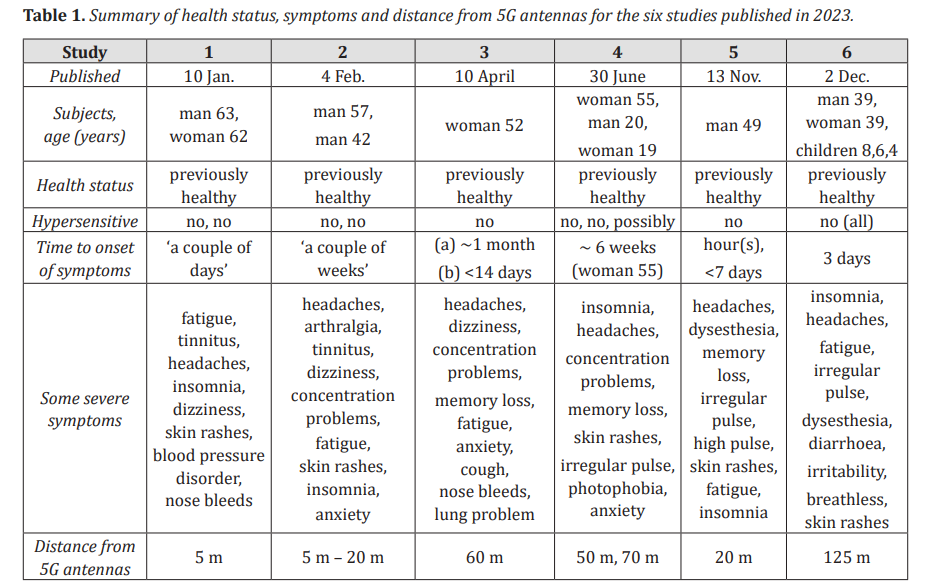 Table 1. Summary of health status, symptoms and distance from 5G antennas for the six studies published in 2023.
Study 1 2 3 4 5 6
Published 10 Jan. 4 Feb. 10 April 30 June 13 Nov. 2 Dec.
Subjects, age (years)
man 63,
woman 62
man 57,
man 42
woman 52
woman 55,
man 20,
woman 19
man 49
man 39,
woman 39,
children 8,6,4
Health status
previously
healthy
previously
healthy
previously
healthy
previously
healthy
previously
healthy
previously
healthy
Hypersensitive no, no no, no no no, no, possibly no no (all)
Time to onset
of symptoms
‘a couple of
days’
‘a couple of
weeks’
(a) ~1 month
(b) <14 days
~ 6 weeks
(woman 55)
hour(s),
<7 days
3 days
Some severe
symptoms
fatigue,
tinnitus,
headaches,
insomnia,
dizziness,
skin rashes,
blood pressure
disorder,
nose bleeds
headaches,
arthralgia,
tinnitus,
dizziness,
concentration
problems,
fatigue,
skin rashes,
insomnia,
anxiety
headaches,
dizziness,
concentration
problems,
memory loss,
fatigue,
anxiety,
cough,
nose bleeds,
lung problem
insomnia,
headaches,
concentration
problems,
memory loss,
skin rashes,
irregular pulse,
photophobia,
anxiety
headaches,
dysesthesia,
memory
loss,
irregular
pulse,
high pulse,
skin rashes,
fatigue,
insomnia
insomnia,
headaches,
fatigue,
irregular
pulse,
dysesthesia,
diarrhoea,
irritability,
breathless,
skin rashes
Distance from
5G antennas
5 m
5 m – 20 m
60 m
50 m, 70 m
20 m
125 m